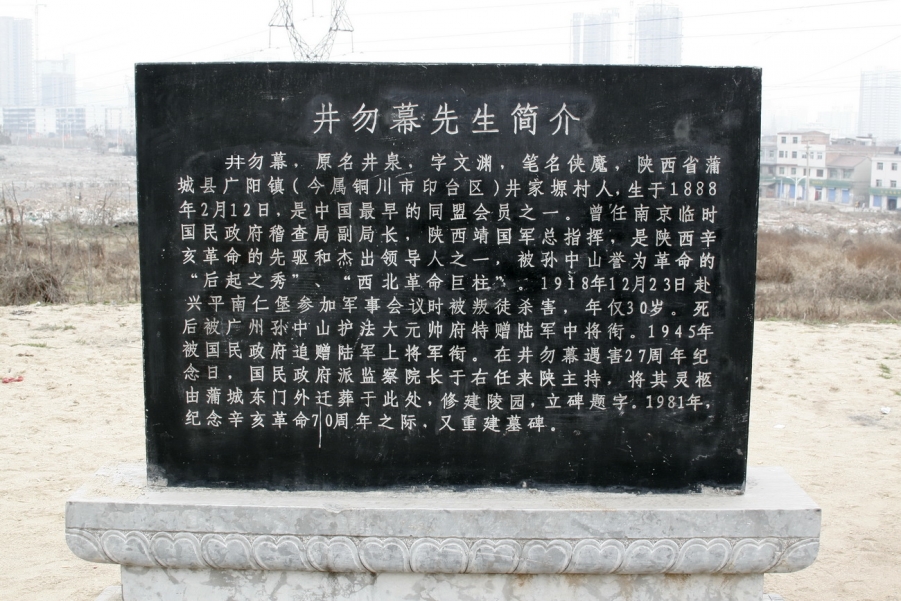 井勿幕先生简介
井勿幕，原名井泉，字文渊，笔名侠魔，陕西省蒲
城县广阳镇(今属铜川市印台区)井家塬村人，生于1888
年2月12日，是中国最早的同盟会员之一。曾任南京临时
国民政府稽查局副局长，陕西靖国军总指挥，是陕西辛
亥革命的先驱和杰出领导人之一，被孙中山誉为革命的
“后起之秀”、“西北革命巨柱”。1918年12月23日赴
兴平南仁堡参加军事会议时被叛徒杀害，年仅30岁。死
后被广州孙中山护法大元帅府特赠陆军中将衔。1945年
被国民政府追赠陆军上将军衔。在井勿幕遇害27周年纪
念日，国民政府派监察院长于右任来陕主持，将其灵柩
由蒲城东门外迁葬于此处，修建陵园，立碑题字。1981年，
纪念辛亥革命70周年之际，又重建墓碑。